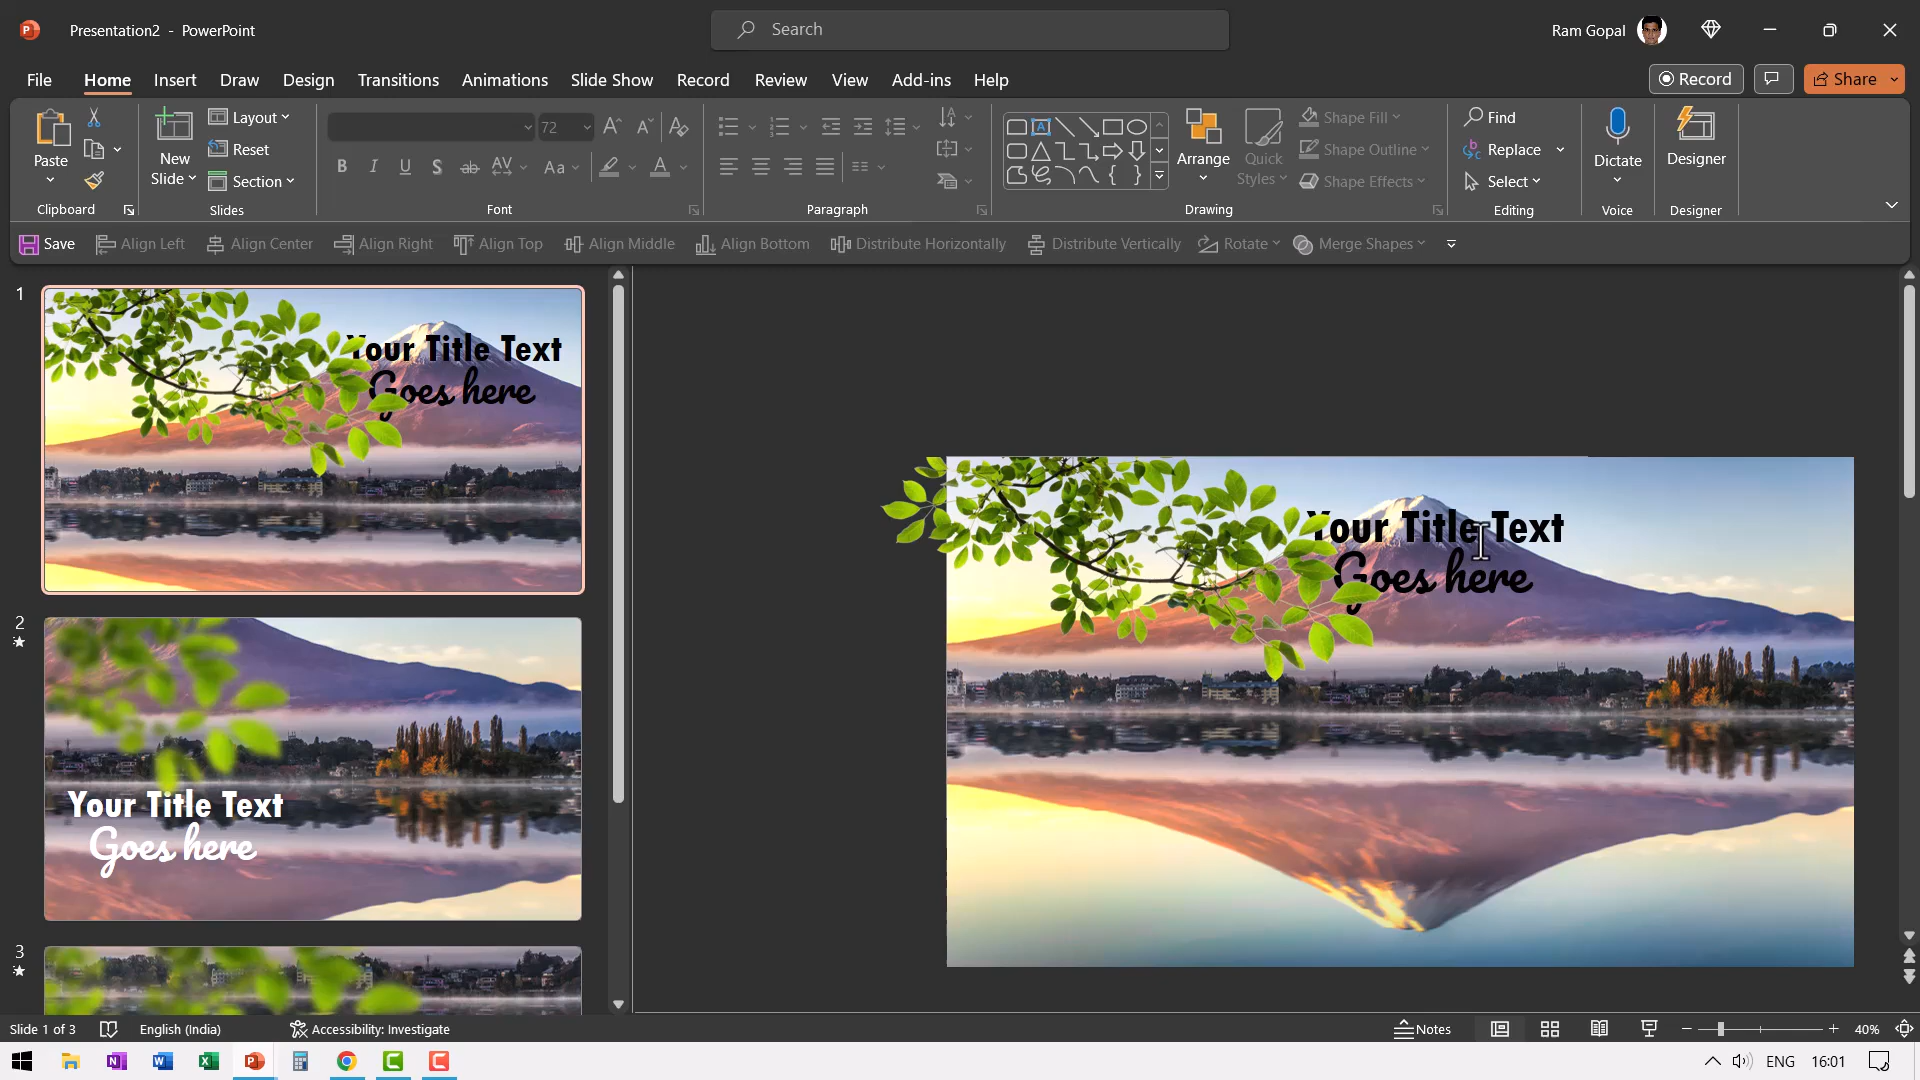 Presentation2 - PowerPoint
Search
Ram Gopal
File
Home
Insert
Draw
Design
Transitions
Animations
Slide Show
Record
Review
View
Add-ins
Help
Record
Share
Paste
Clipboard
New
Slide
Layout
Reset
Section
Slides
72
Font
Paragraph
Arrange
Quick
Styles
Shape Fill
Shape Outline
Shape Effects
Drawing
Find
Replace
Select
Editing
Dictate
Voice
Designer
Designer
Save
Align Left
Align Center
Align Right
Align Top
Align Middle
Align Bottom
Distribute Horizontally
Distribute Vertically
Rotate
Merge Shapes
1
Your Title Text
Goes here
2
Your Title Text
Goes here
3
Your Title Text
Goes here
Slide 1 of 3
English (India)
Accessibility: Investigate
Notes
40%
ENG
16:01